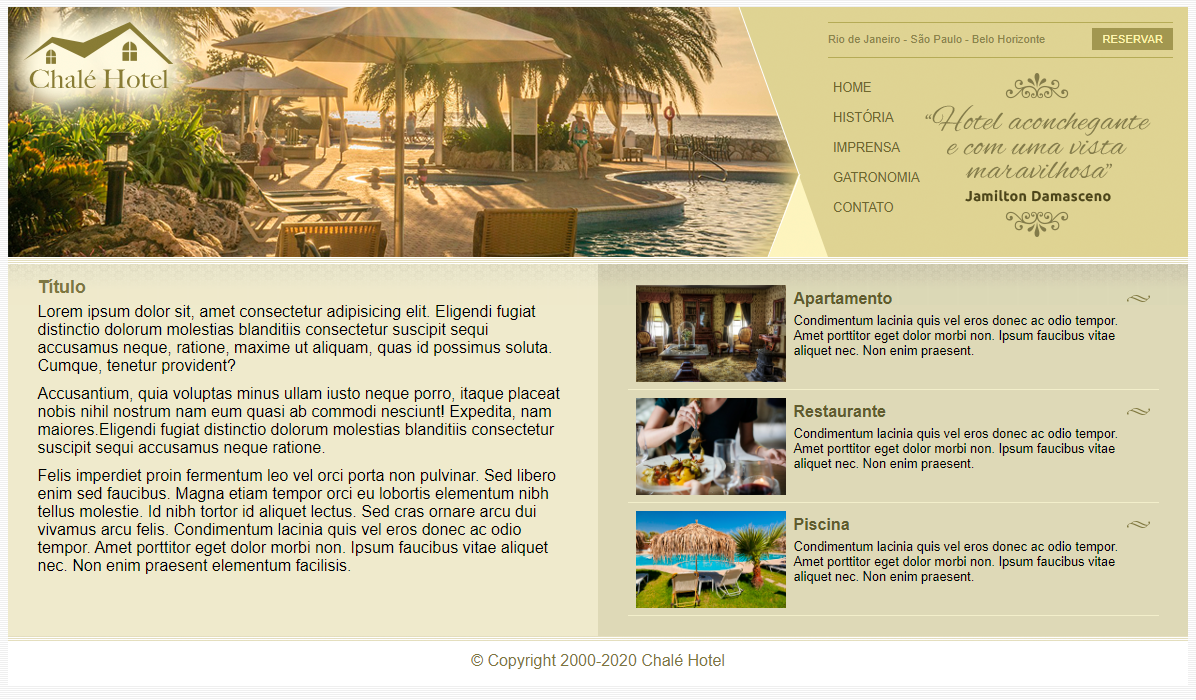 Chalé Hotel
Rio de Janeiro - São Paulo - Belo Horizonte
RESERVAR
HOME
HISTÓRIA
IMPRENSA
GATRONOMIA
CONTATO
“Hotel aconchegante
e com uma vista
maravilhosa”
Jamilton Damasceno
Título
Lorem ipsum dolor sit, amet consectetur adipisicing elit. Eligendi fugiat
distinctio dolorum molestias blanditiis consectetur suscipit sequi
accusamus neque, ratione, maxime ut aliquam, quas id possimus soluta.
Cumque, tenetur provident?
Accusantium, quia voluptas minus ullam iusto neque porro, itaque placeat
nobis nihil nostrum nam eum quasi ab commodi nesciunt! Expedita, nam
maiores.Eligendi fugiat distinctio dolorum molestias blanditiis consectetur
suscipit sequi accusamus neque ratione.
Felis imperdiet proin fermentum leo vel orci porta non pulvinar. Sed libero
enim sed faucibus. Magna etiam tempor orci eu lobortis elementum nibh
tellus molestie. Id nibh tortor id aliquet lectus. Sed cras ornare arcu dui
vivamus arcu felis. Condimentum lacinia quis vel eros donec ac odio
tempor. Amet porttitor eget dolor morbi non. Ipsum faucibus vitae aliquet
nec. Non enim praesent elementum facilisis.
Apartamento
Condimentum lacinia quis vel eros donec ac odio tempor.
Amet porttitor eget dolor morbi non. Ipsum faucibus vitae
aliquet nec. Non enim praesent.
Restaurante
Condimentum lacinia quis vel eros donec ac odio tempor.
Amet porttitor eget dolor morbi non. Ipsum faucibus vitae
aliquet nec. Non enim praesent.
Piscina
Condimentum lacinia quis vel eros donec ac odio tempor.
Amet porttitor eget dolor morbi non. Ipsum faucibus vitae
aliquet nec. Non enim praesent.
© Copyright 2000-2020 Chalé Hotel